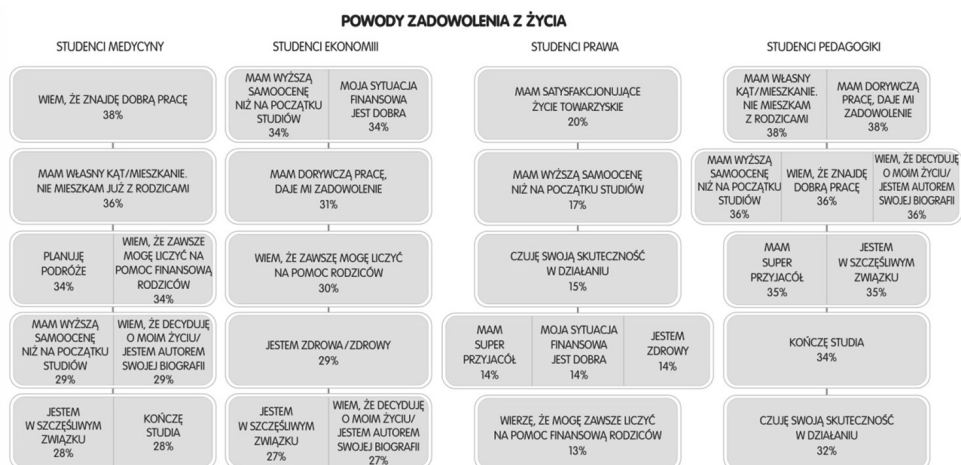 POWODY ZADOWOLENIA Z ŻYCIA
STUDENCI MEDYCYNY
WIEM, ŻE ZNAJDĘ DOBRĄ PRACĘ
38%
MAM WŁASNY KĄT/MIESZKANIE.
NIE MIESZKAM JUŻ Z RODZICAMI
36%
PLANUJĘ
PODRÓŻE
34%
WIEM, ŻE ZAWSZE
MOGĘ LICZYĆ NA
POMOC FINANSOWĄ
RODZICÓW
34%
MAM WYŻSZĄ
SAMOOCENĘ
NIŻ NA POCZĄTKU
STUDIÓW
29%
WIEM, ŻE DECYDUJĘ
O MOIM ŻYCIU/
JESTEM AUTOREM
SWOJEJ BIOGRAFII
29%
JESTEM
W SZCZĘŚLIWYM
ZWIĄZKU
28%
KOŃCZĘ
STUDIA
28%
STUDENCI EKONOMIII
MAM WYŻSZĄ
SAMOOCENĘ
NIŻ NA POCZĄTKU
STUDIÓW
34%
MOJA SYTUACJA
FINANSOWA
JEST DOBRA
34%
MAM DORYWCZĄ PRACĘ,
DAJE MI ZADOWOLENIE
31%
WIEM, ŻE ZAWSZĘ MOGĘ LICZYĆ
NA POMOC RODZICÓW
30%
JESTEM ZDROWA/ZDROWY
29%
JESTEM
W SZCZĘŚLIWYM
ZWIĄZKU
27%
WIEM, ŻE DECYDUJĘ
O MOIM ŻYCIU/
JESTEM AUTOREM
SWOJEJ BIOGRAFII
27%
STUDENCI PRAWA
MAM SATYSFAKCJONUJĄCE
ŻYCIE TOWARZYSKIE
20%
MAM WYŻSZĄ SAMOOCENĘ
NIŻ NA POCZĄTKU STUDIÓW
17%
CZUJĘ SWOJĄ SKUTECZNOŚĆ
W DZIAŁANIU
15%
MAM
SUPER
PRZYJACÓŁ
14%
MOJA SYTUACJA
FINANSOWA
JEST DOBRA
14%
JESTEM
ZDROWY
14%
WIERZĘ, ŻE MOGĘ ZAWSZE LICZYĆ
NA POMOC FINANSOWĄ RODZICÓW
13%
STUDENCI PEDAGOGIKI
MAM WŁASNY
KĄT/MIESZKANIE.
NIE MIESZKAM
Z RODZICAMI
38%
MAM DORYWCZĄ
PRACĘ, DAJE MI
ZADOWOLENIE
38%
MAM WYŻSZĄ
SAMOOCENĘ
NIŻ NA POCZĄTKU
STUDIÓW
36%
WIEM, ŻE ZNAJDĘ
DOBRĄ PRACĘ
36%
WIEM, ŻE DECYDUJĘ
O MOIM ŻYCIU/
JESTEM AUTOREM
SWOJEJ BIOGRAFII
36%
MAM
SUPER
PRZYJACÓŁ
35%
JESTEM
W SZCZĘŚLIWYM
ZWIĄZKU
35%
KOŃCZĘ STUDIA
34%
CZUJĘ SWOJĄ SKUTECZNOŚĆ
W DZIAŁANIU
32%